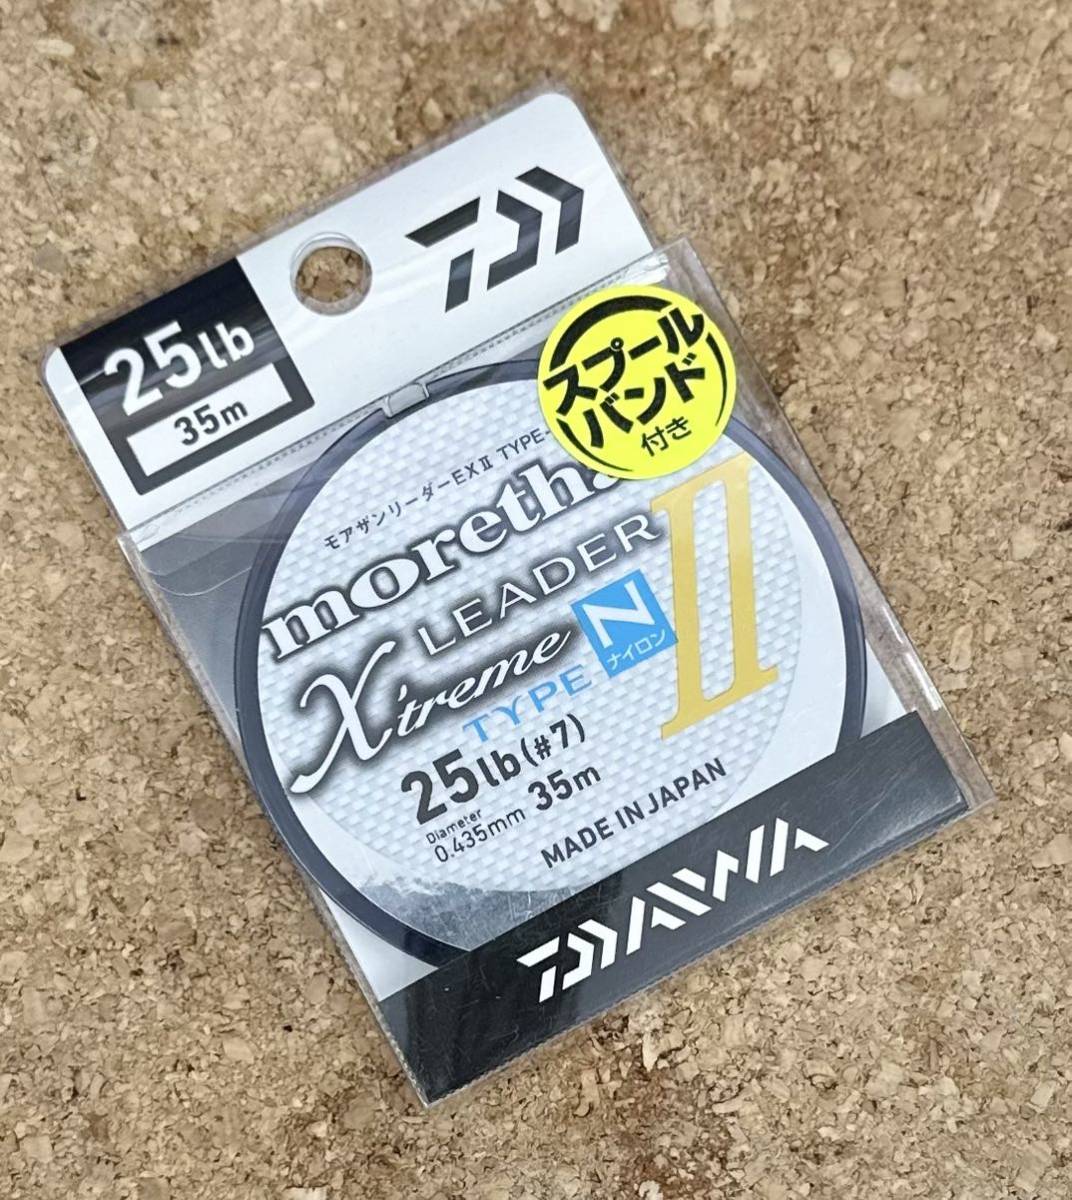 25lb
35m
スプール
バンド
付き
モアザンリーダーEXⅡ TYPE-
moretha
LEADER
X'treme
II
TYPE N
ナイロン
25lb(#7)
Diameter
0.435mm 35m
MADE IN JAPAN
DAIWA